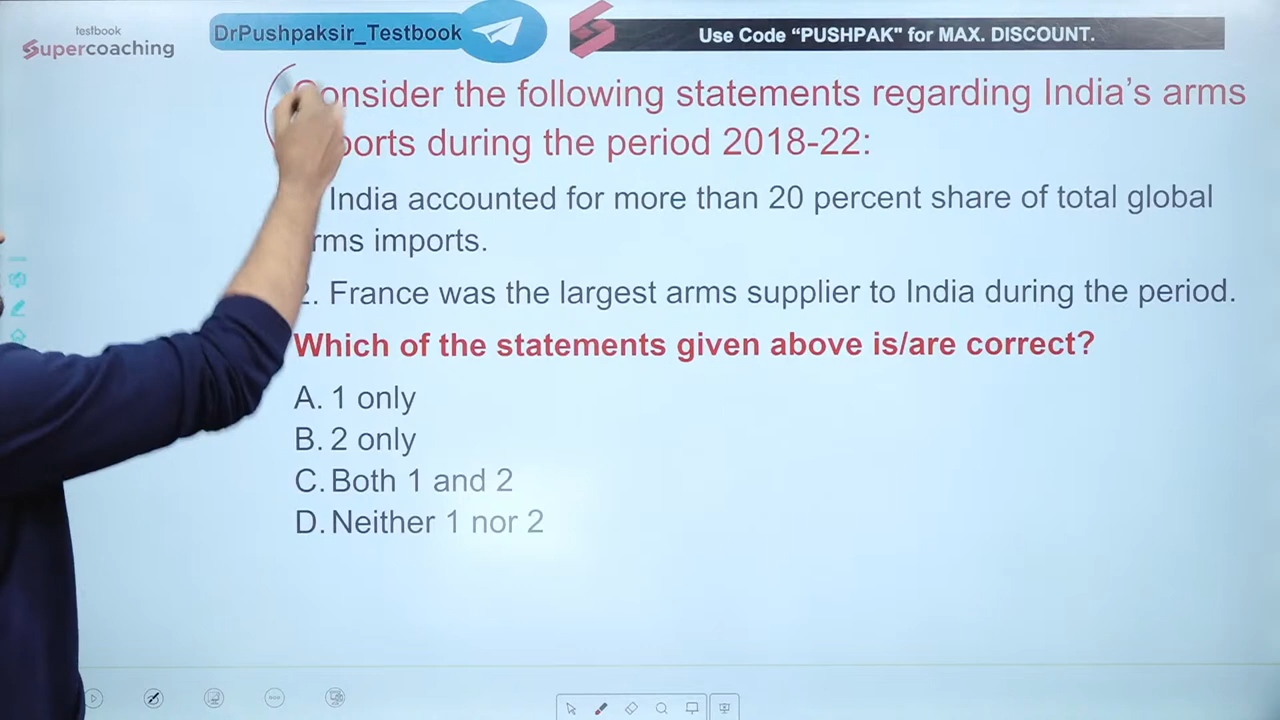 testbook
Supercoaching
DrPushpaksir_Testbook
Use Code “PUSHPAK" for MAX. DISCOUNT.
the following statements regarding India’s arms
during the period 2018-22:
India accounted for more than 20 percent share of total global
imports.
2. France was the largest arms supplier to India during the period.
Which of the statements given above is/are correct?
A. 1 only
B. 2 only
C. Both 1 and 2
D. Neither 1 nor 2